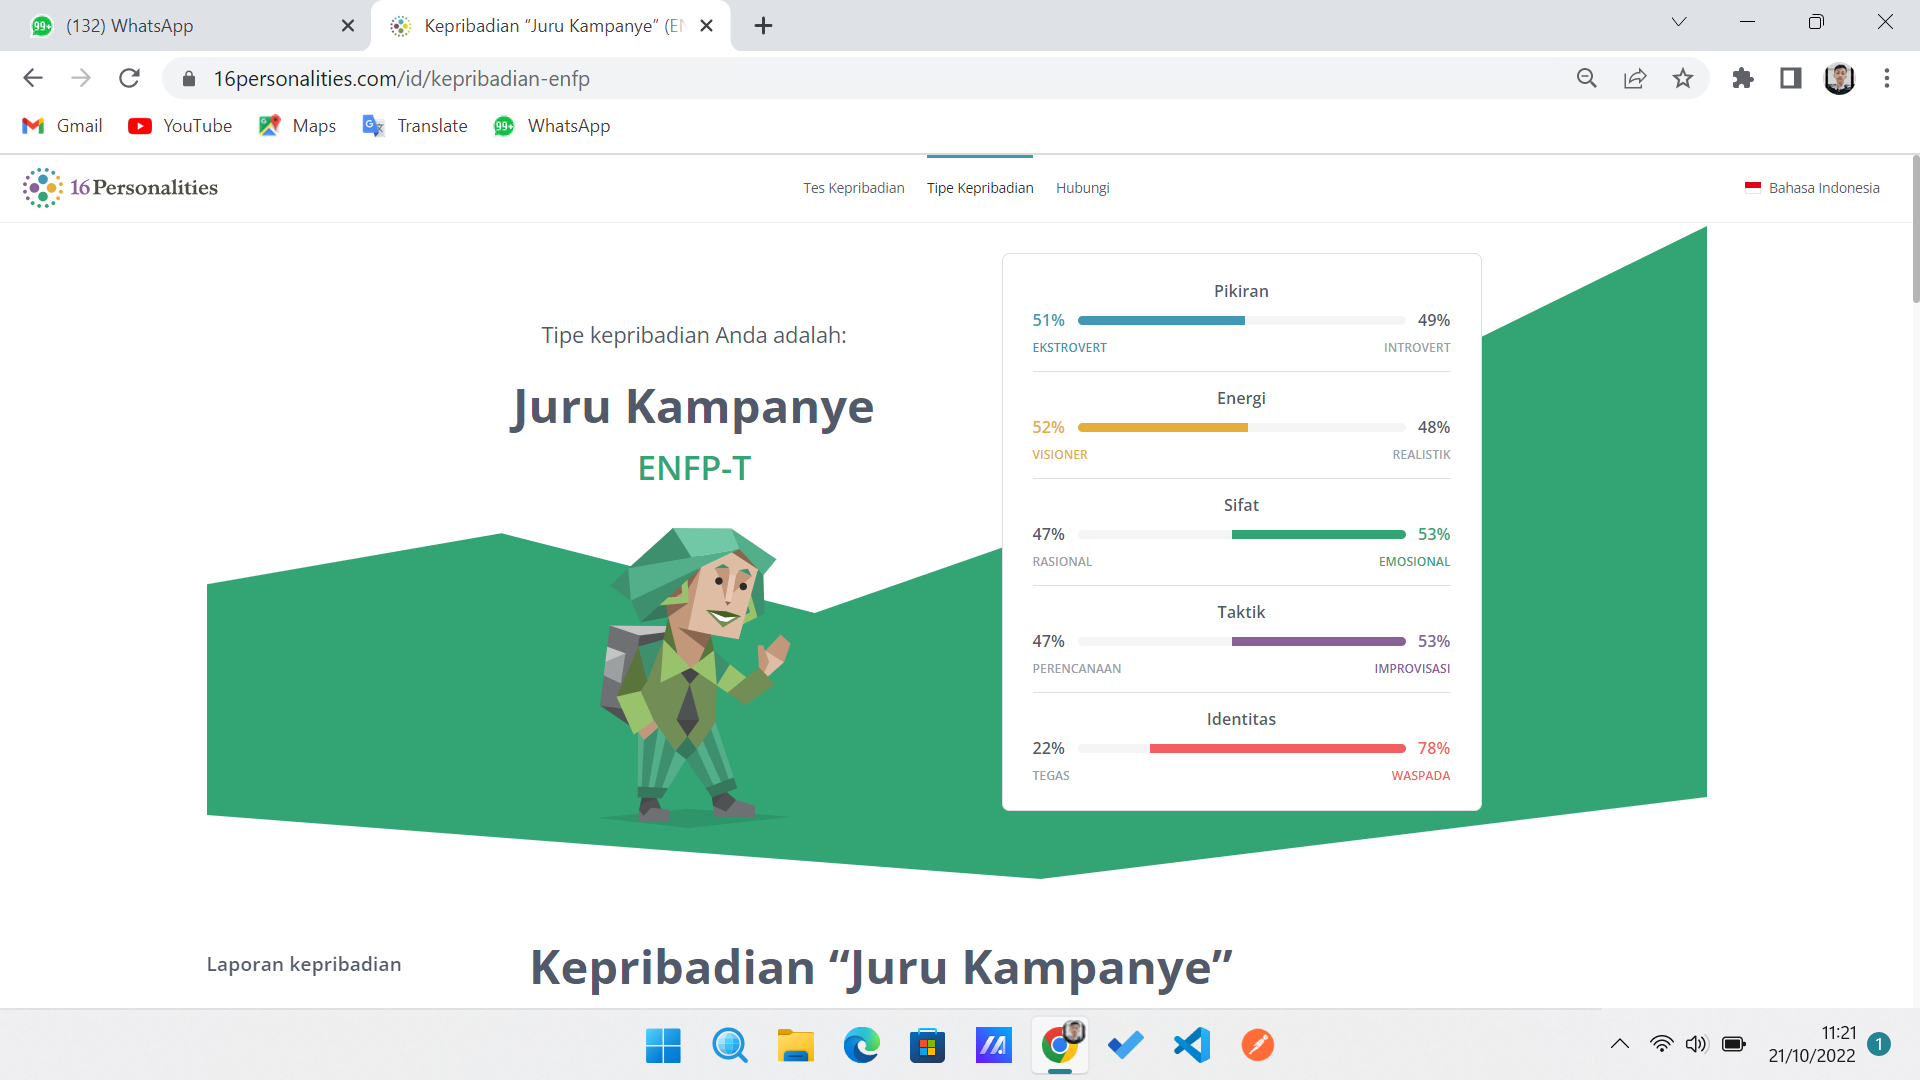 (132) WhatsApp
Kepribadian “Juru Kampanye” (EN
16personalities.com/id/kepribadian-enfp
Gmail
YouTube
Maps
Translate
99+
WhatsApp
16Personalities
Tes Kepribadian
Tipe Kepribadian
Hubungi
Bahasa Indonesia
Tipe kepribadian Anda adalah:
Juru Kampanye
ENFP-T
Pikiran
51%
49%
EKSTROVERT
INTROVERT
Energi
52%
48%
VISIONER
REALISTIK
Sifat
47%
53%
RASIONAL
EMOSIONAL
Taktik
47%
53%
PERENCANAAN
IMPROVISASI
Identitas
22%
78%
TEGAS
WASPADA
Laporan kepribadian
Kepribadian “Juru Kampanye”
11:21
21/10/2022
1